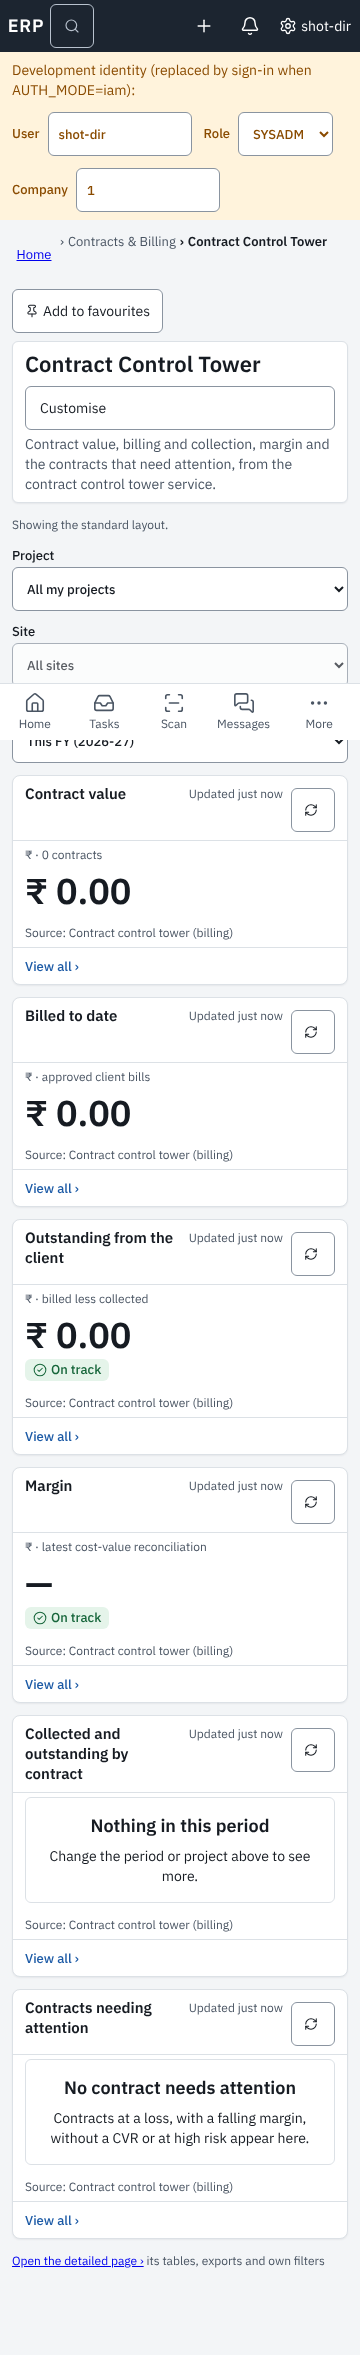 ERP
shot-dir
Development identity (replaced by sign-in when
AUTH_MODE=iam):
User shot-dir Role SYSADM
Company 1
Home › Contracts & Billing › Contract Control Tower
Add to favourites
Contract Control Tower
Customise
Contract value, billing and collection, margin and
the contracts that need attention, from the
contract control tower service.
Showing the standard layout.
Project
All my projects
Site
All sites
Home Tasks Scan Messages More
This FY (2026-27)
Contract value Updated just now
₹ · 0 contracts
₹ 0.00
Source: Contract control tower (billing)
View all ›
Billed to date Updated just now
₹ · approved client bills
₹ 0.00
Source: Contract control tower (billing)
View all ›
Outstanding from the Updated just now
client
₹ · billed less collected
₹ 0.00
On track
Source: Contract control tower (billing)
View all ›
Margin Updated just now
₹ · latest cost-value reconciliation
—
On track
Source: Contract control tower (billing)
View all ›
Collected and Updated just now
outstanding by
contract
Nothing in this period
Change the period or project above to see
more.
Source: Contract control tower (billing)
View all ›
Contracts needing Updated just now
attention
No contract needs attention
Contracts at a loss, with a falling margin,
without a CVR or at high risk appear here.
Source: Contract control tower (billing)
View all ›
Open the detailed page › its tables, exports and own filters